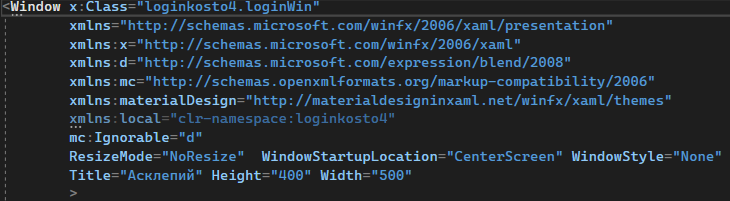 <Window x:Class="loginkosto4.loginWin"
xmlns="http://schemas.microsoft.com/winfx/2006/xaml/presentation"
xmlns:x="http://schemas.microsoft.com/winfx/2006/xaml"
xmlns:d="http://schemas.microsoft.com/expression/blend/2008"
xmlns:mc="http://schemas.openxmlformats.org/markup-compatibility/2006"
xmlns:materialDesign="http://materialdesigninxaml.net/winfx/xaml/themes"
xmlns:local="clr-namespace:loginkosto4"
mc:Ignorable="d"
ResizeMode="NoResize"  WindowStartupLocation="CenterScreen" WindowStyle="None"
Title="Асклепий" Height="400" Width="500"
>